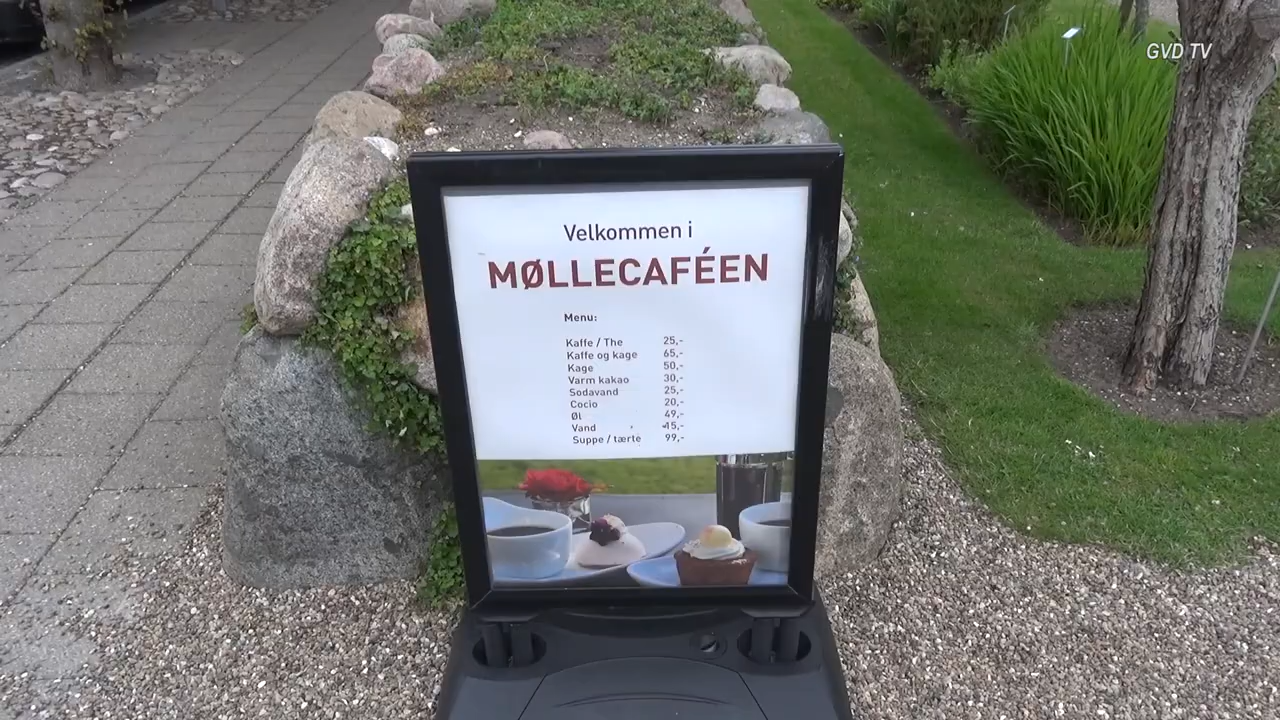 GVD TV
Velkommen i
MØLLECAFÉEN
Menu:
Kaffe / The 25,-
Kaffe og kage 65,-
Kage 50,-
Varm kakao 30,-
Sodavand 25,-
Cocio 20,-
Øl 49,-
Vand 15,-
Suppe / tærte 99,-